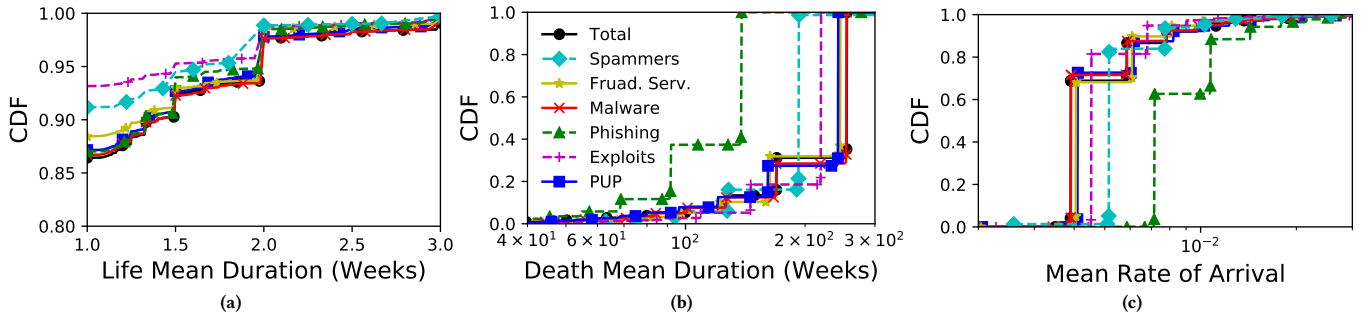 1.00
0.95
0.90
0.85
0.80
CDF
1.0 1.5 2.0 2.5 3.0
Life Mean Duration (Weeks)
(a)
1.0
0.8
0.6
0.4
0.2
0.0
CDF
Total
Spammers
Fruad. Serv.
Malware
Phishing
Exploits
PUP
4 × 10¹ 6 × 10¹ 10² 2 × 10² 3 × 10²
Death Mean Duration (Weeks)
(b)
1.0
0.8
0.6
0.4
0.2
0.0
CDF
10⁻²
Mean Rate of Arrival
(c)